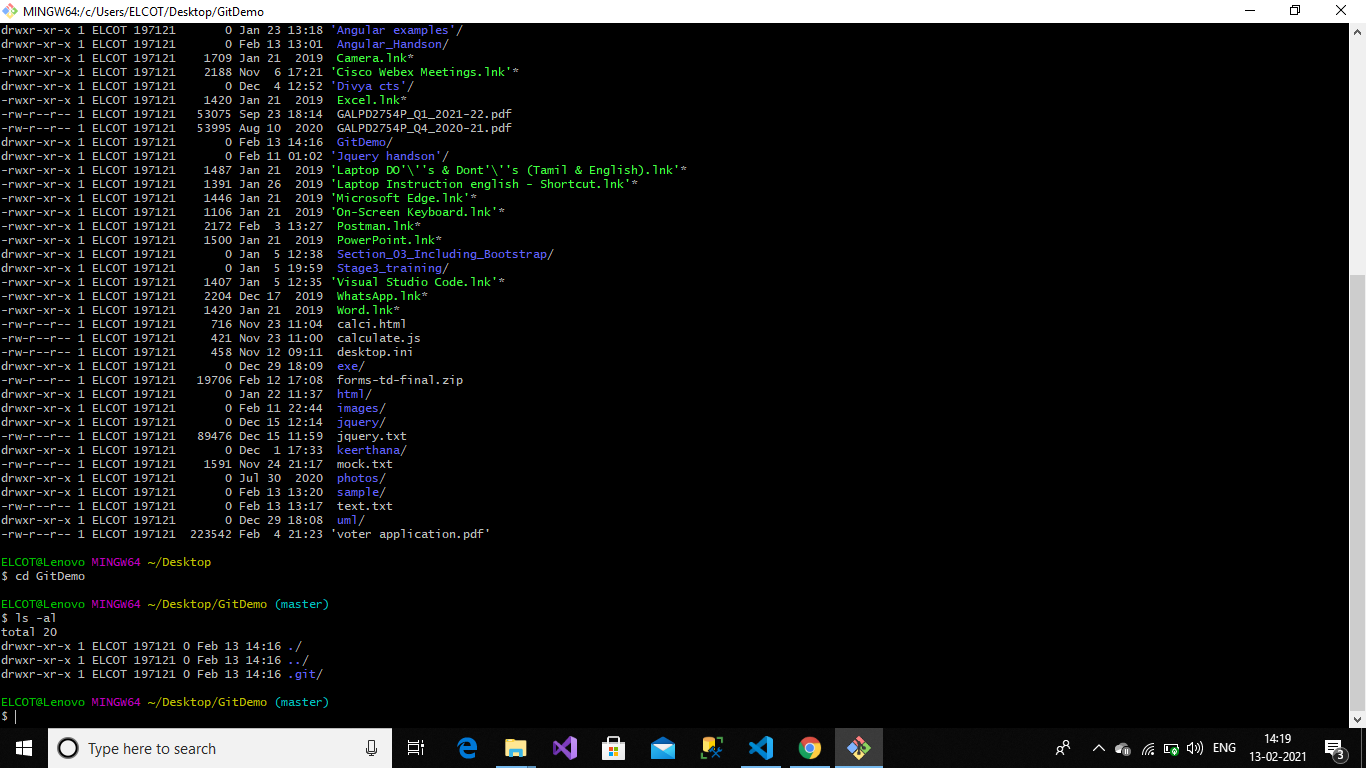 MINGW64:/c/Users/ELCOT/Desktop/GitDemo
drwxr-xr-x 1 ELCOT 197121 0 Jan 23 13:18 'Angular examples'/
drwxr-xr-x 1 ELCOT 197121 0 Feb 13 13:01 Angular_Handson/
-rwxr-xr-x 1 ELCOT 197121 1709 Jan 21 2019 Camera.lnk*
-rwxr-xr-x 1 ELCOT 197121 2188 Nov 6 17:21 'Cisco Webex Meetings.lnk'*
drwxr-xr-x 1 ELCOT 197121 0 Dec 4 12:52 'Divya cts'/
-rwxr-xr-x 1 ELCOT 197121 1420 Jan 21 2019 Excel.lnk*
-rw-r--r-- 1 ELCOT 197121 53075 Sep 23 18:14 GALPD2754P_Q1_2021-22.pdf
-rw-r--r-- 1 ELCOT 197121 53995 Aug 10 2020 GALPD2754P_Q4_2020-21.pdf
drwxr-xr-x 1 ELCOT 197121 0 Feb 13 14:16 GitDemo/
drwxr-xr-x 1 ELCOT 197121 0 Feb 11 01:02 'Jquery handson'/
-rwxr-xr-x 1 ELCOT 197121 1487 Jan 21 2019 'Laptop DO'\''s & Dont'\''s (Tamil & English).lnk'*
-rwxr-xr-x 1 ELCOT 197121 1391 Jan 26 2019 'Laptop Instruction english - Shortcut.lnk'*
-rwxr-xr-x 1 ELCOT 197121 1446 Jan 21 2019 'Microsoft Edge.lnk'*
-rwxr-xr-x 1 ELCOT 197121 1106 Jan 21 2019 'On-Screen Keyboard.lnk'*
-rwxr-xr-x 1 ELCOT 197121 2172 Feb 3 13:27 Postman.lnk*
-rwxr-xr-x 1 ELCOT 197121 1500 Jan 21 2019 PowerPoint.lnk*
drwxr-xr-x 1 ELCOT 197121 0 Jan 5 12:38 Section_03_Including_Bootstrap/
drwxr-xr-x 1 ELCOT 197121 0 Jan 5 19:59 Stage3_training/
-rwxr-xr-x 1 ELCOT 197121 1407 Jan 5 12:35 'Visual Studio Code.lnk'*
-rwxr-xr-x 1 ELCOT 197121 2204 Dec 17 2019 WhatsApp.lnk*
-rwxr-xr-x 1 ELCOT 197121 1420 Jan 21 2019 Word.lnk*
-rw-r--r-- 1 ELCOT 197121 716 Nov 23 11:04 calci.html
-rw-r--r-- 1 ELCOT 197121 421 Nov 23 11:00 calculate.js
-rw-r--r-- 1 ELCOT 197121 458 Nov 12 09:11 desktop.ini
drwxr-xr-x 1 ELCOT 197121 0 Dec 29 18:09 exe/
-rw-r--r-- 1 ELCOT 197121 19706 Feb 12 17:08 forms-td-final.zip
drwxr-xr-x 1 ELCOT 197121 0 Jan 22 11:37 html/
drwxr-xr-x 1 ELCOT 197121 0 Feb 11 22:44 images/
drwxr-xr-x 1 ELCOT 197121 0 Dec 15 12:14 jquery/
-rw-r--r-- 1 ELCOT 197121 89476 Dec 15 11:59 jquery.txt
drwxr-xr-x 1 ELCOT 197121 0 Dec 1 17:33 keerthana/
-rw-r--r-- 1 ELCOT 197121 1591 Nov 24 21:17 mock.txt
drwxr-xr-x 1 ELCOT 197121 0 Jul 30 2020 photos/
drwxr-xr-x 1 ELCOT 197121 0 Feb 13 13:20 sample/
-rw-r--r-- 1 ELCOT 197121 0 Feb 13 13:17 text.txt
drwxr-xr-x 1 ELCOT 197121 0 Dec 29 18:08 uml/
-rw-r--r-- 1 ELCOT 197121 223542 Feb 4 21:23 'voter application.pdf'
ELCOT@Lenovo MINGW64 ~/Desktop
$ cd GitDemo
ELCOT@Lenovo MINGW64 ~/Desktop/GitDemo (master)
$ ls -al
total 20
drwxr-xr-x 1 ELCOT 197121 0 Feb 13 14:16 ./
drwxr-xr-x 1 ELCOT 197121 0 Feb 13 14:16 ../
drwxr-xr-x 1 ELCOT 197121 0 Feb 13 14:16 .git/
ELCOT@Lenovo MINGW64 ~/Desktop/GitDemo (master)
$
Type here to search
ENG
14:19
13-02-2021
3